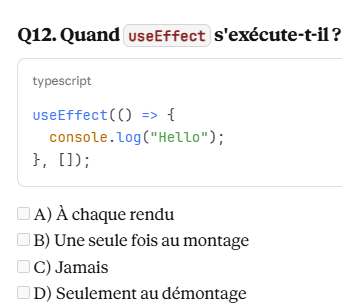 Q12. Quand useEffect s'exécute-t-il ?
typescript
useEffect(() => {
  console.log("Hello");
}, []);
A) À chaque rendu
B) Une seule fois au montage
C) Jamais
D) Seulement au démontage